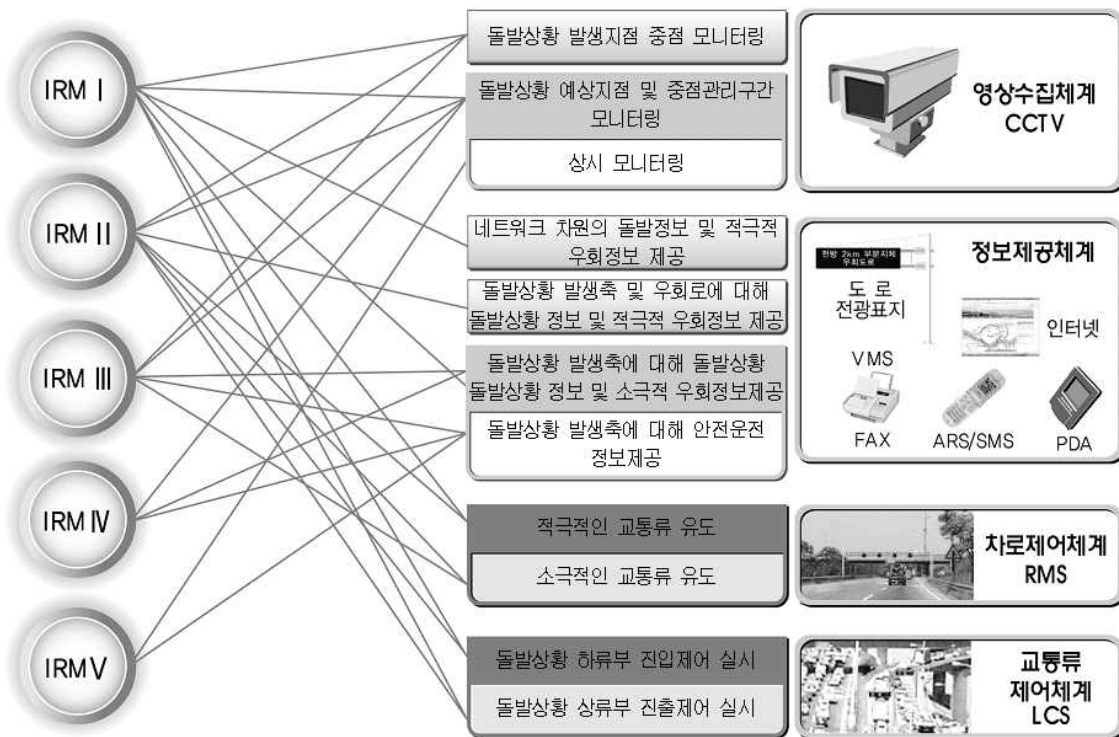 IRM Ⅰ
IRM Ⅱ
IRM Ⅲ
IRM Ⅳ
IRM Ⅴ
돌발상황 발생지점 중점 모니터링
돌발상황 예상지점 및 중점관리구간
모니터링
상시 모니터링
네트워크 차원의 돌발정보 및 적극적
우회정보 제공
돌발상황 발생축 및 우회로에 대해
돌발상황 정보 및 적극적 우회정보 제공
돌발상황 발생축에 대해 돌발상황
돌발상황 정보 및 소극적 우회정보제공
돌발상황 발생축에 대해 안전운전
정보제공
적극적인 교통류 유도
소극적인 교통류 유도
돌발상황 하류부 진입제어 실시
돌발상황 상류부 진출제어 실시
영상수집체계
CCTV
정보제공체계
전방 2km 부분지체
우회도로
도 로
전광표지
VMS
인터넷
FAX
ARS/SMS
PDA
차로제어체계
RMS
교통류
제어체계
LCS